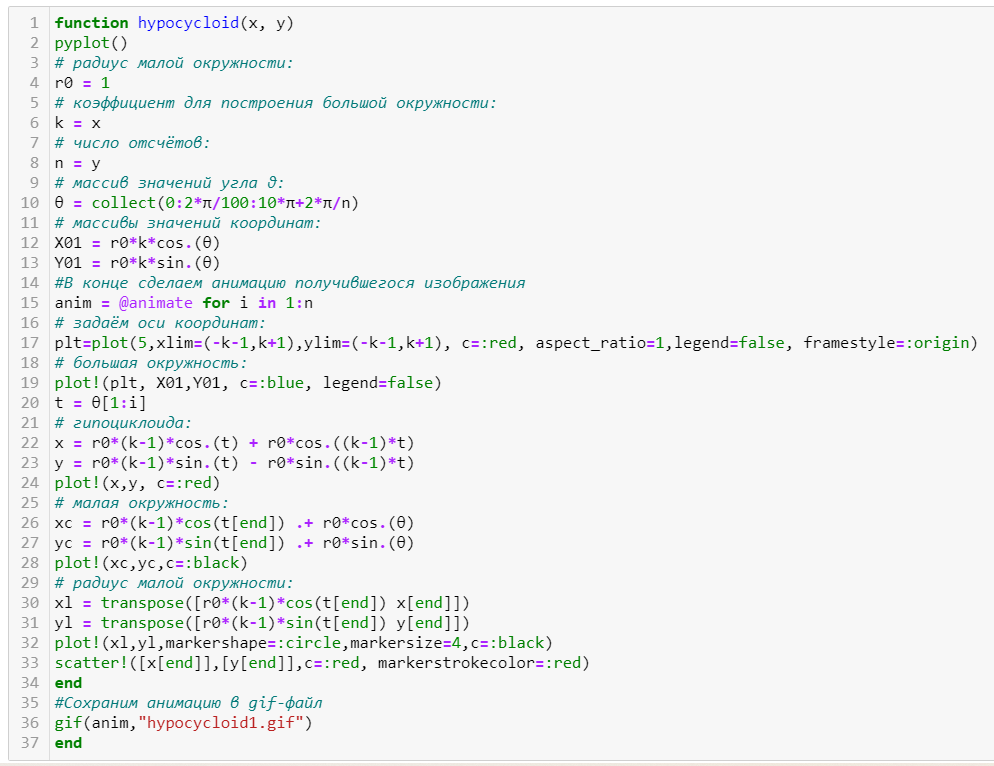 1 function hypocycloid(x, y)
2 pyplot()
3 # радиус малой окружности:
4 r0 = 1
5 # коэффициент для построения большой окружности:
6 k = x
7 # число отсчётов:
8 n = y
9 # массив значений угла θ:
10 θ = collect(0:2*π/100:10*π+2*π/n)
11 # массивы значений координат:
12 X01 = r0*k*cos.(θ)
13 Y01 = r0*k*sin.(θ)
14 #В конце сделаем анимацию получившегося изображения
15 anim = @animate for i in 1:n
16 # задаём оси координат:
17 plt=plot(5,xlim=(-k-1,k+1),ylim=(-k-1,k+1), c=:red, aspect_ratio=1,legend=false, framestyle=:origin)
18 # большая окружность:
19 plot!(plt, X01,Y01, c=:blue, legend=false)
20 t = θ[1:i]
21 # гипоциклоида:
22 x = r0*(k-1)*cos.(t) + r0*cos.((k-1)*t)
23 y = r0*(k-1)*sin.(t) - r0*sin.((k-1)*t)
24 plot!(x,y, c=:red)
25 # малая окружность:
26 xc = r0*(k-1)*cos(t[end]) .+ r0*cos.(θ)
27 yc = r0*(k-1)*sin(t[end]) .+ r0*sin.(θ)
28 plot!(xc,yc,c=:black)
29 # радиус малой окружности:
30 xl = transpose([r0*(k-1)*cos(t[end]) x[end]])
31 yl = transpose([r0*(k-1)*sin(t[end]) y[end]])
32 plot!(xl,yl,markershape=:circle,markersize=4,c=:black)
33 scatter!([x[end]],[y[end]],c=:red, markerstrokecolor=:red)
34 end
35 #Сохраним анимацию в gif-файл
36 gif(anim,"hypocycloid1.gif")
37 end